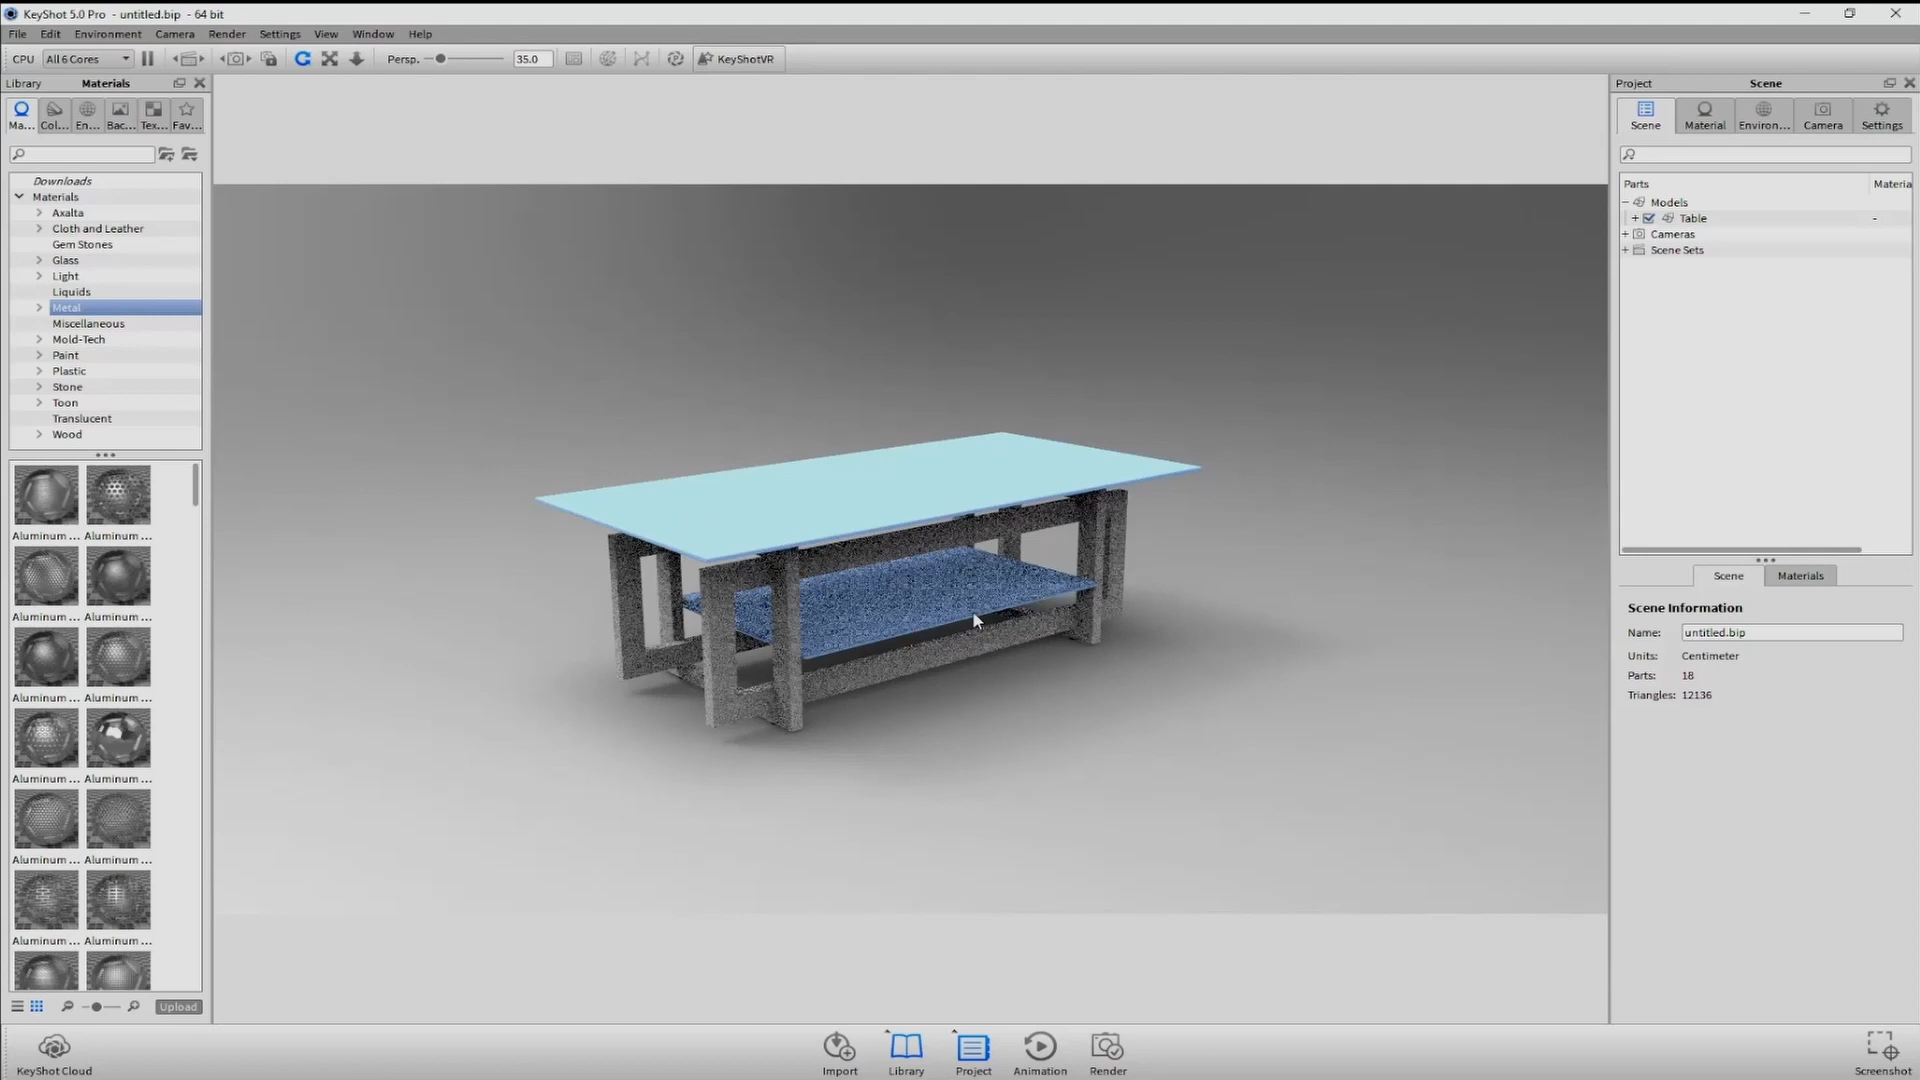 KeyShot 5.0 Pro - untitled.bip - 64 bit
File Edit Environment Camera Render Settings View Window Help
CPU All 6 Cores Persp. 35.0 KeyShotVR
Library Materials
Ma... Col... En... Bac... Tex... Fav...
Downloads
Materials
Axalta
Cloth and Leather
Gem Stones
Glass
Light
Liquids
Metal
Miscellaneous
Mold-Tech
Paint
Plastic
Stone
Toon
Translucent
Wood
Aluminum ... Aluminum ...
Aluminum ... Aluminum ...
Aluminum ... Aluminum ...
Aluminum ... Aluminum ...
Aluminum ... Aluminum ...
Aluminum ... Aluminum ...
Upload
Project Scene
Scene Material Environ... Camera Settings
Parts Materia
Models
Table -
Cameras
Scene Sets
Scene Materials
Scene Information
Name: untitled.bip
Units: Centimeter
Parts: 18
Triangles: 12136
KeyShot Cloud Import Library Project Animation Render Screenshot